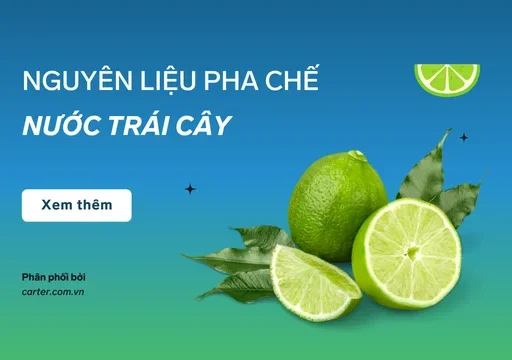 NGUYÊN LIỆU PHA CHẾ
NƯỚC TRÁI CÂY
Xem thêm
Phân phối bởi
carter.com.vn